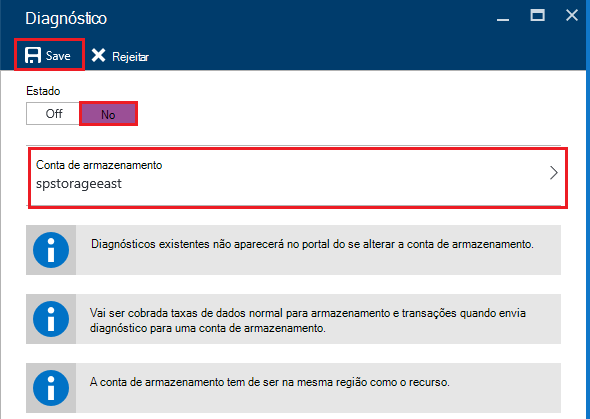 Diagnóstico
Save Rejeitar
Estado
Off No
Conta de armazenamento
spstorageeast
Diagnósticos existentes não aparecerá no portal do se alterar a conta de armazenamento.
Vai ser cobrada taxas de dados normal para armazenamento e transações quando envia
diagnóstico para uma conta de armazenamento.
A conta de armazenamento tem de ser na mesma região como o recurso.